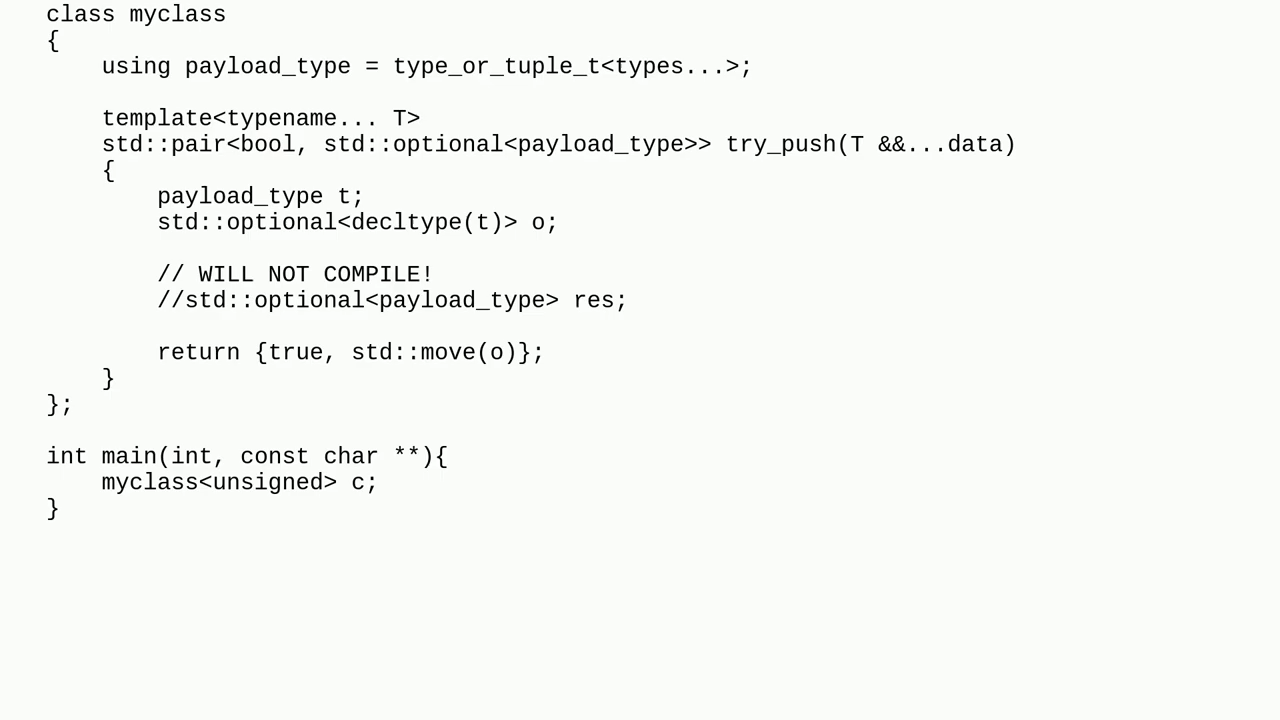 class myclass
{
    using payload_type = type_or_tuple_t<types...>;
    template<typename... T>
    std::pair<bool, std::optional<payload_type>> try_push(T &&...data)
    {
        payload_type t;
        std::optional<decltype(t)> o;
        // WILL NOT COMPILE!
        //std::optional<payload_type> res;
        return {true, std::move(o)};
    }
};
int main(int, const char **){
    myclass<unsigned> c;
}